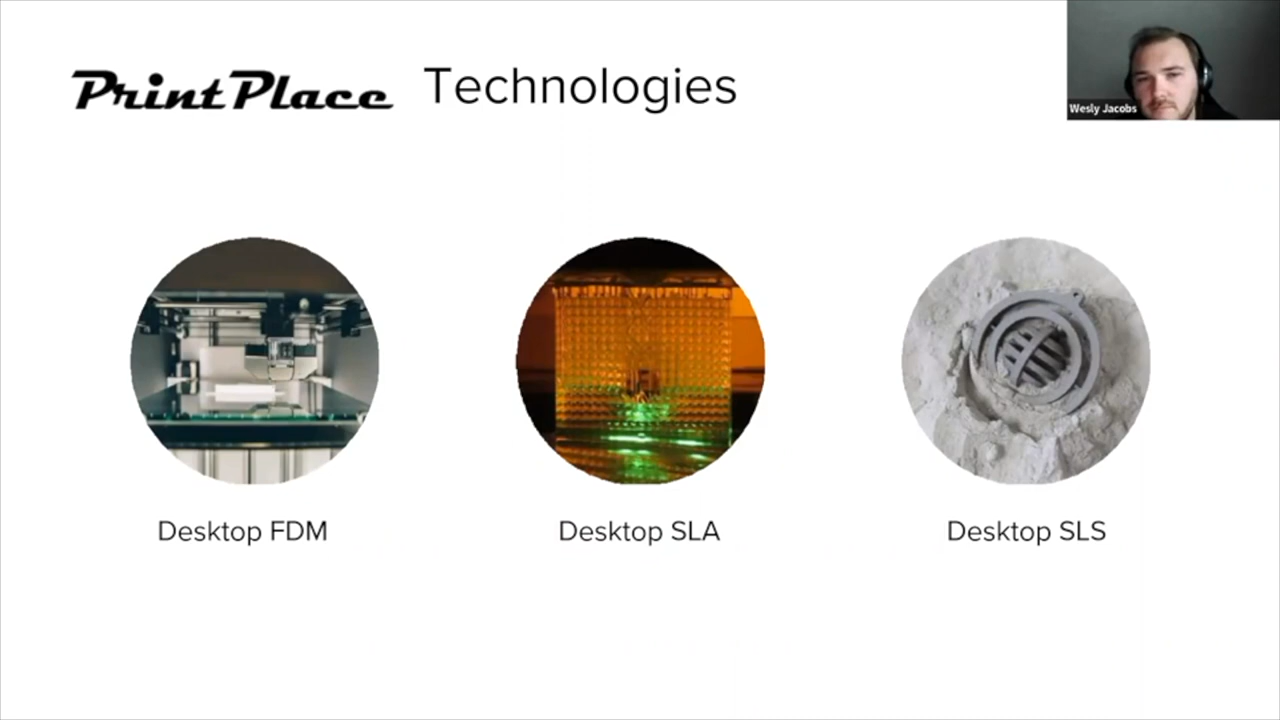 PrintPlace Technologies
Wesly Jacobs
Desktop FDM
Desktop SLA
Desktop SLS